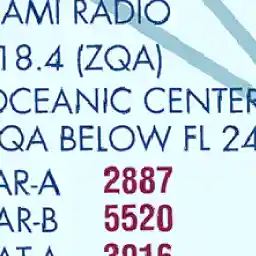 AMI RADIO
18.4 (ZQA)
OCEANIC CENTER
QA BELOW FL 24
AR-A 2887
AR-B 5520